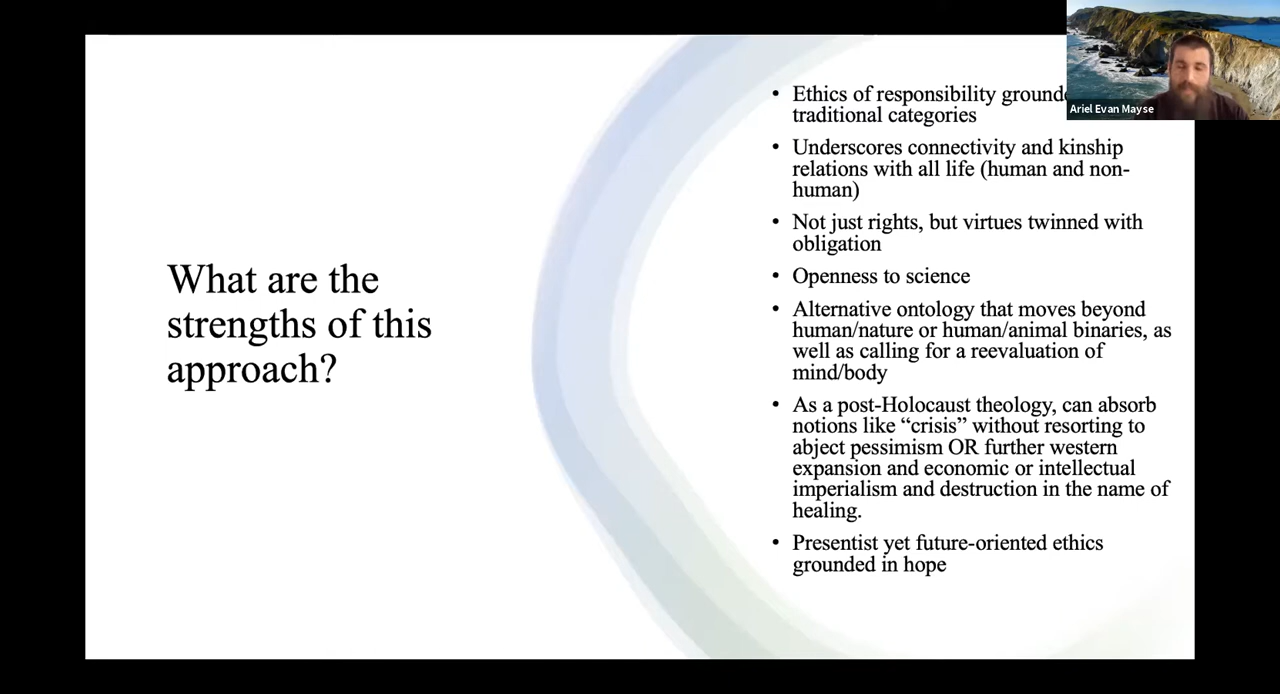 What are the
strengths of this
approach?
• Ethics of responsibility
traditional categories
• Underscores connectivity and kinship
relations with all life (human and non-
human)
• Not just rights, but virtues twinned with
obligation
• Openness to science
• Alternative ontology that moves beyond
human/nature or human/animal binaries, as
well as calling for a reevaluation of
mind/body
• As a post-Holocaust theology, can absorb
notions like “crisis” without resorting to
abject pessimism OR further western
expansion and economic or intellectual
imperialism and destruction in the name of
healing.
• Presentist yet future-oriented ethics
grounded in hope
Ariel Evan Mayse